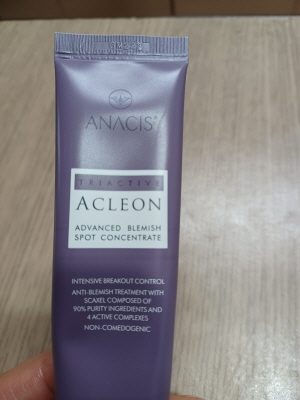 ANACIS®
TRIACTIVE
ACLEON
ADVANCED BLEMISH
SPOT CONCENTRATE
INTENSIVE BREAKOUT CONTROL
ANTI-BLEMISH TREATMENT WITH
SCAXEL COMPOSED OF
90% PURITY INGREDIENTS AND
4 ACTIVE COMPLEXES
NON-COMEDOGENIC